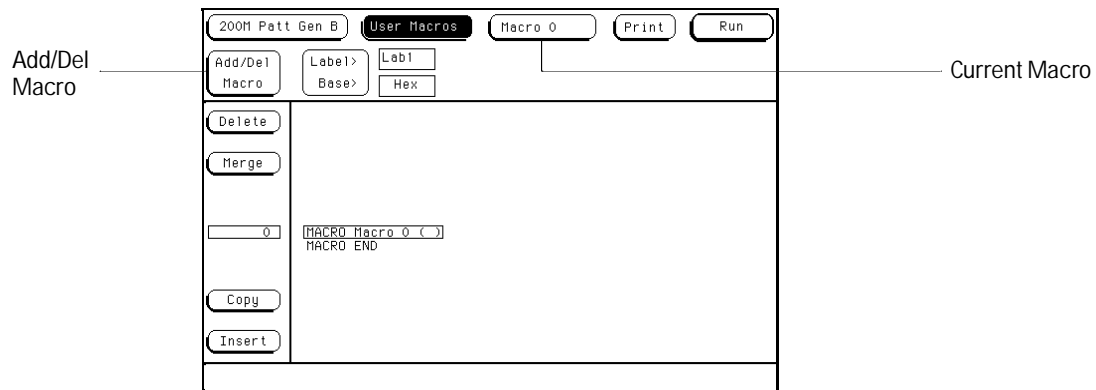 200M Patt Gen B User Macros Macro 0 Print Run
Add/Del
Macro
Add/Del
Macro
Label>
Base>
Lab1
Hex
Current Macro
Delete
Merge
0
MACRO Macro 0 ( )
MACRO END
Copy
Insert